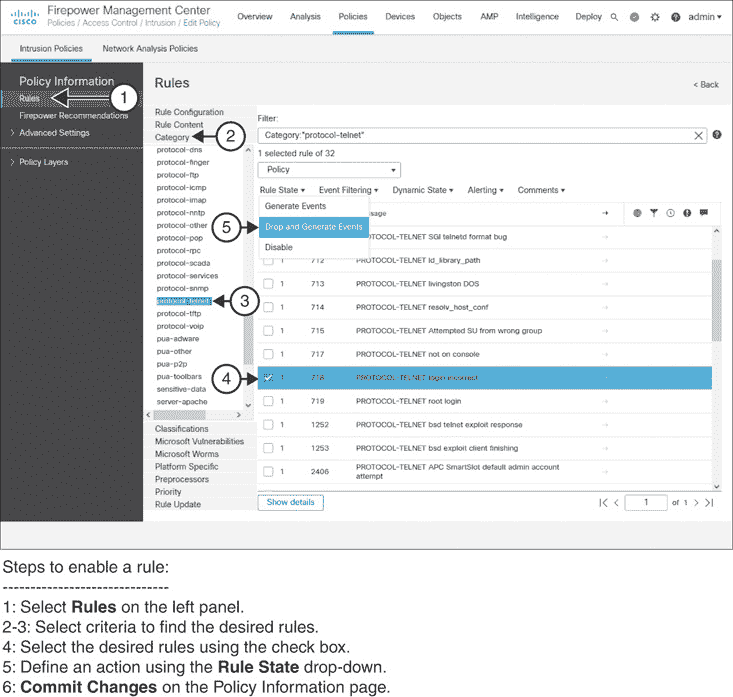 CISCO
Firepower Management Center
Policies / Access Control / Intrusion / Edit Policy
Overview Analysis Policies Devices Objects AMP Intelligence Deploy admin
Intrusion Policies Network Analysis Policies
Policy Information
Rules
Firepower Recommendations
Advanced Settings
Policy Layers
1
Rules
< Back
Rule Configuration
Rule Content
Category
2
protocol-dns
protocol-finger
protocol-ftp
protocol-icmp
protocol-imap
protocol-nntp
protocol-other
protocol-pop
protocol-rpc
protocol-scada
protocol-services
protocol-snmp
protocol-telnet
3
protocol-tftp
protocol-voip
pua-adware
pua-other
pua-p2p
pua-toolbars
sensitive-data
server-apache
Classifications
Microsoft Vulnerabilities
Microsoft Worms
Platform Specific
Preprocessors
Priority
Rule Update
Filter:
Category:"protocol-telnet"
1 selected rule of 32
Policy
Rule State Event Filtering Dynamic State Alerting Comments
Generate Events
5
Drop and Generate Events
Disable
ssage
PROTOCOL-TELNET SGI telnetd format bug
1 712 PROTOCOL-TELNET ld_library_path
1 713 PROTOCOL-TELNET livingston DOS
1 714 PROTOCOL-TELNET resolv_host_conf
1 715 PROTOCOL-TELNET Attempted SU from wrong group
1 717 PROTOCOL-TELNET not on console
4
1 718 PROTOCOL-TELNET login incorrect
1 719 PROTOCOL-TELNET root login
1 1252 PROTOCOL-TELNET bsd telnet exploit response
1 1253 PROTOCOL-TELNET bsd exploit client finishing
1 2406 PROTOCOL-TELNET APC SmartSlot default admin account
attempt
Show details
1 of 1
Steps to enable a rule:
-----------------------------
1: Select Rules on the left panel.
2-3: Select criteria to find the desired rules.
4: Select the desired rules using the check box.
5: Define an action using the Rule State drop-down.
6: Commit Changes on the Policy Information page.